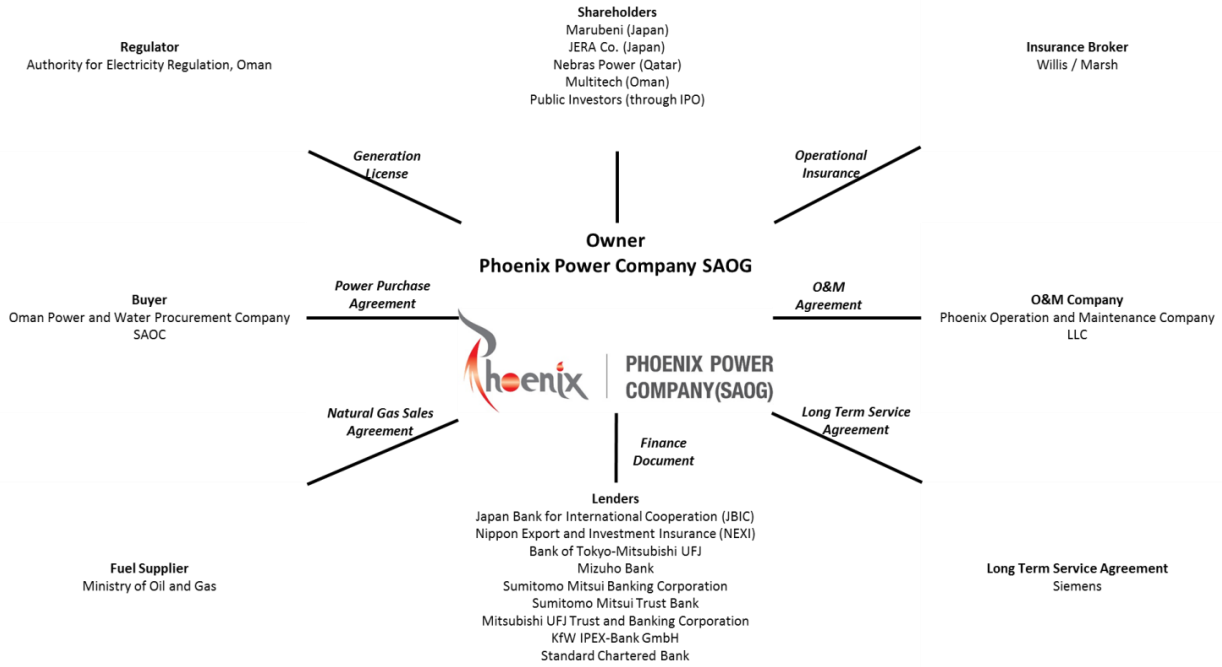 Shareholders
Marubeni (Japan)
JERA Co. (Japan)
Nebras Power (Qatar)
Multitech (Oman)
Public Investors (through IPO)
Regulator
Authority for Electricity Regulation, Oman
Insurance Broker
Willis / Marsh
Generation
License
Operational
Insurance
Owner
Phoenix Power Company SAOG
Power Purchase
Agreement
O&M
Agreement
Buyer
Oman Power and Water Procurement Company
SAOC
O&M Company
Phoenix Operation and Maintenance Company
LLC
Phoenix
PHOENIX POWER
COMPANY(SAOG)
Natural Gas Sales
Agreement
Finance
Document
Long Term Service
Agreement
Lenders
Japan Bank for International Cooperation (JBIC)
Nippon Export and Investment Insurance (NEXI)
Bank of Tokyo-Mitsubishi UFJ
Mizuho Bank
Sumitomo Mitsui Banking Corporation
Sumitomo Mitsui Trust Bank
Mitsubishi UFJ Trust and Banking Corporation
KfW IPEX-Bank GmbH
Standard Chartered Bank
Fuel Supplier
Ministry of Oil and Gas
Long Term Service Agreement
Siemens